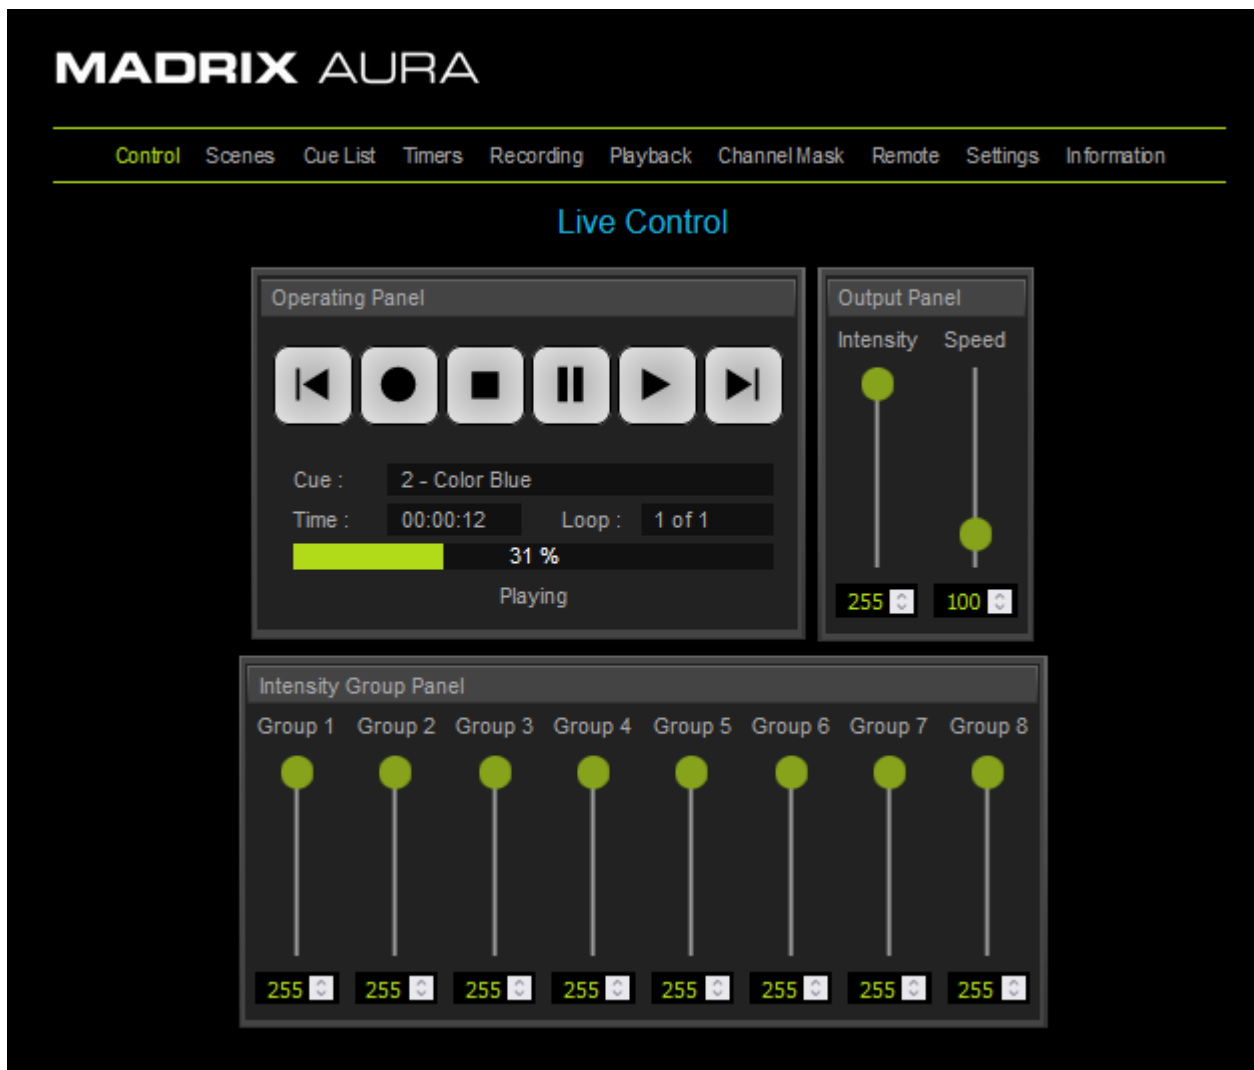 MADRIX AURA
Control Scenes Cue List Timers Recording Playback Channel Mask Remote Settings Information
Live Control
Operating Panel
Cue : 2 - Color Blue
Time : 00:00:12 Loop : 1 of 1
31 %
Playing
Output Panel
Intensity Speed
255 100
Intensity Group Panel
Group 1 Group 2 Group 3 Group 4 Group 5 Group 6 Group 7 Group 8
255 255 255 255 255 255 255 255